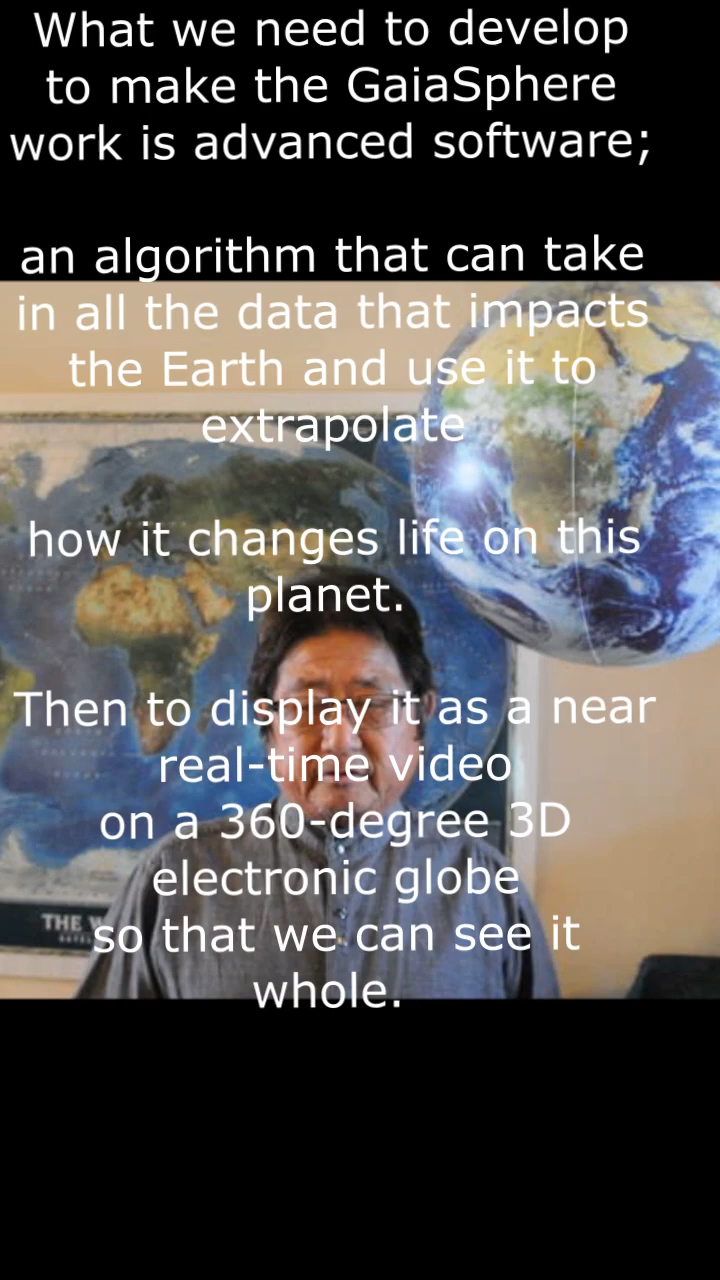 What we need to develop
to make the GaiaSphere
work is advanced software;
an algorithm that can take
in all the data that impacts
the Earth and use it to
extrapolate
how it changes life on this
planet.
Then to display it as a near
real-time video
on a 360-degree 3D
electronic globe
so that we can see it
whole.
THE